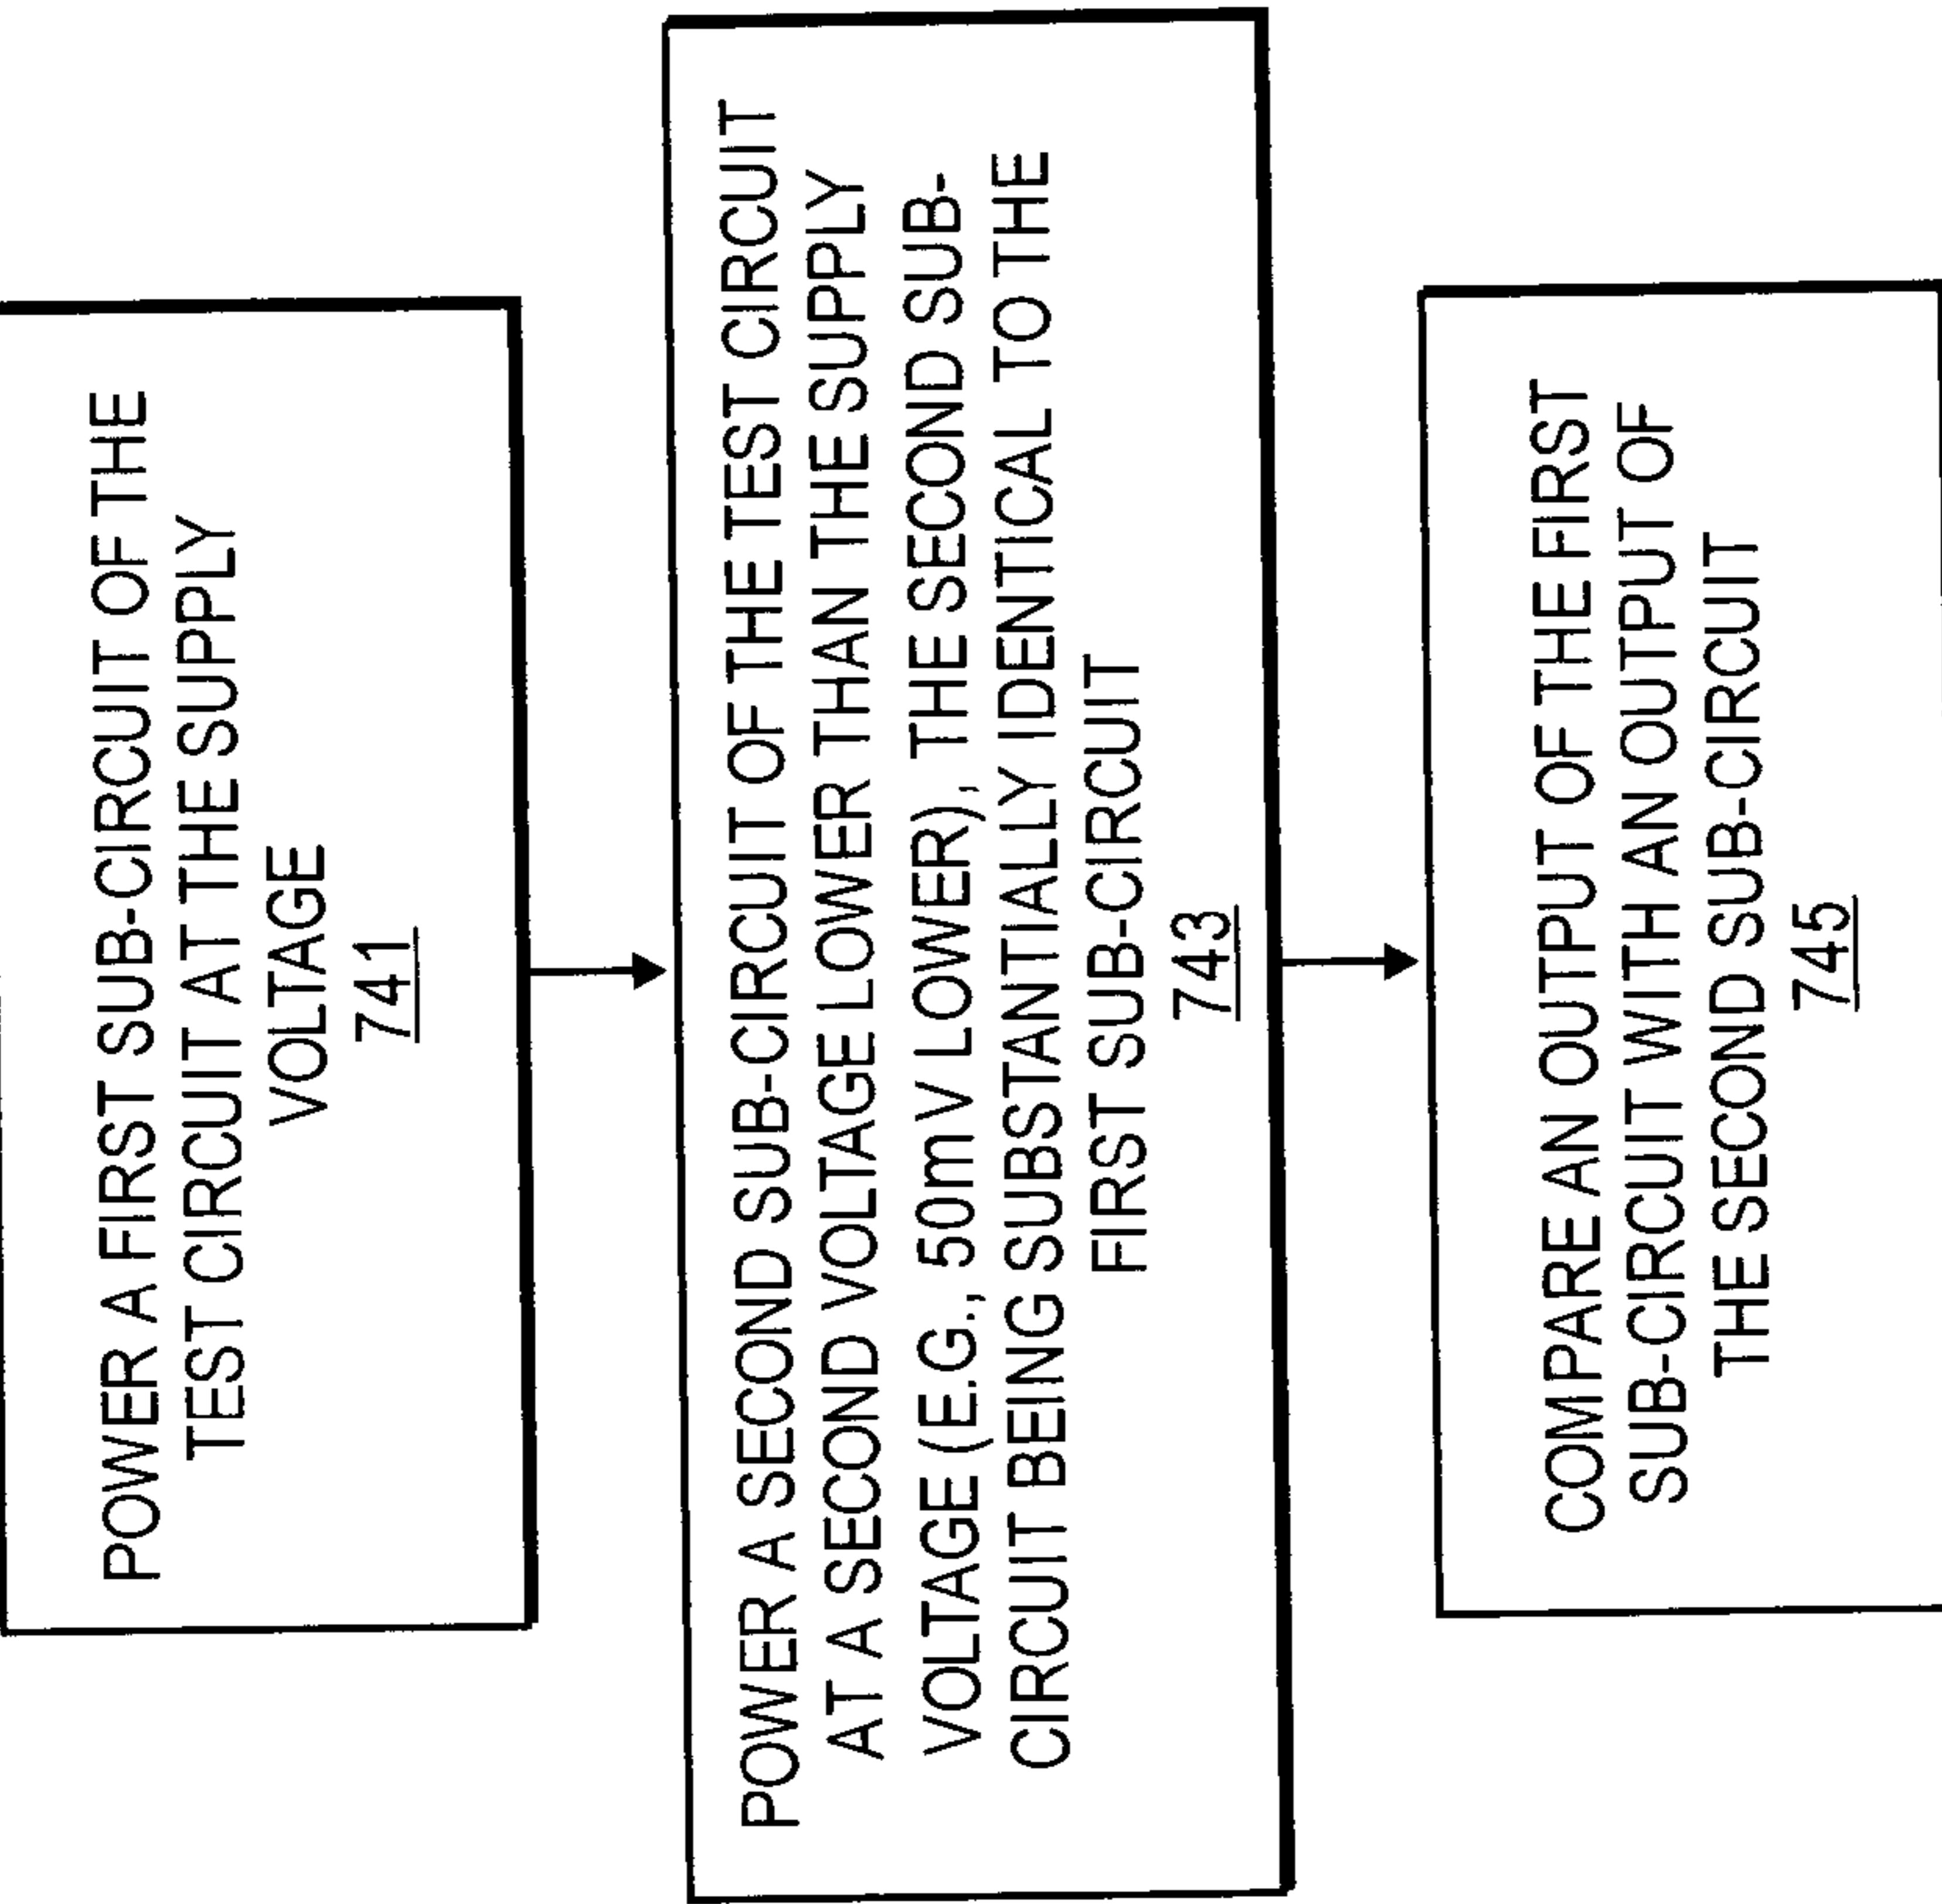 POWER A FIRST SUB-CIRCUIT OF THE
TEST CIRCUIT AT THE SUPPLY
VOLTAGE
741
POWER A SECOND SUB-CIRCUIT OF THE TEST CIRCUIT
AT A SECOND VOLTAGE LOWER THAN THE SUPPLY
VOLTAGE (E.G., 50mV LOWER), THE SECOND SUB-
CIRCUIT BEING SUBSTANTIALLY IDENTICAL TO THE
FIRST SUB-CIRCUIT
743
COMPARE AN OUTPUT OF THE FIRST
SUB-CIRCUIT WITH AN OUTPUT OF
THE SECOND SUB-CIRCUIT
745